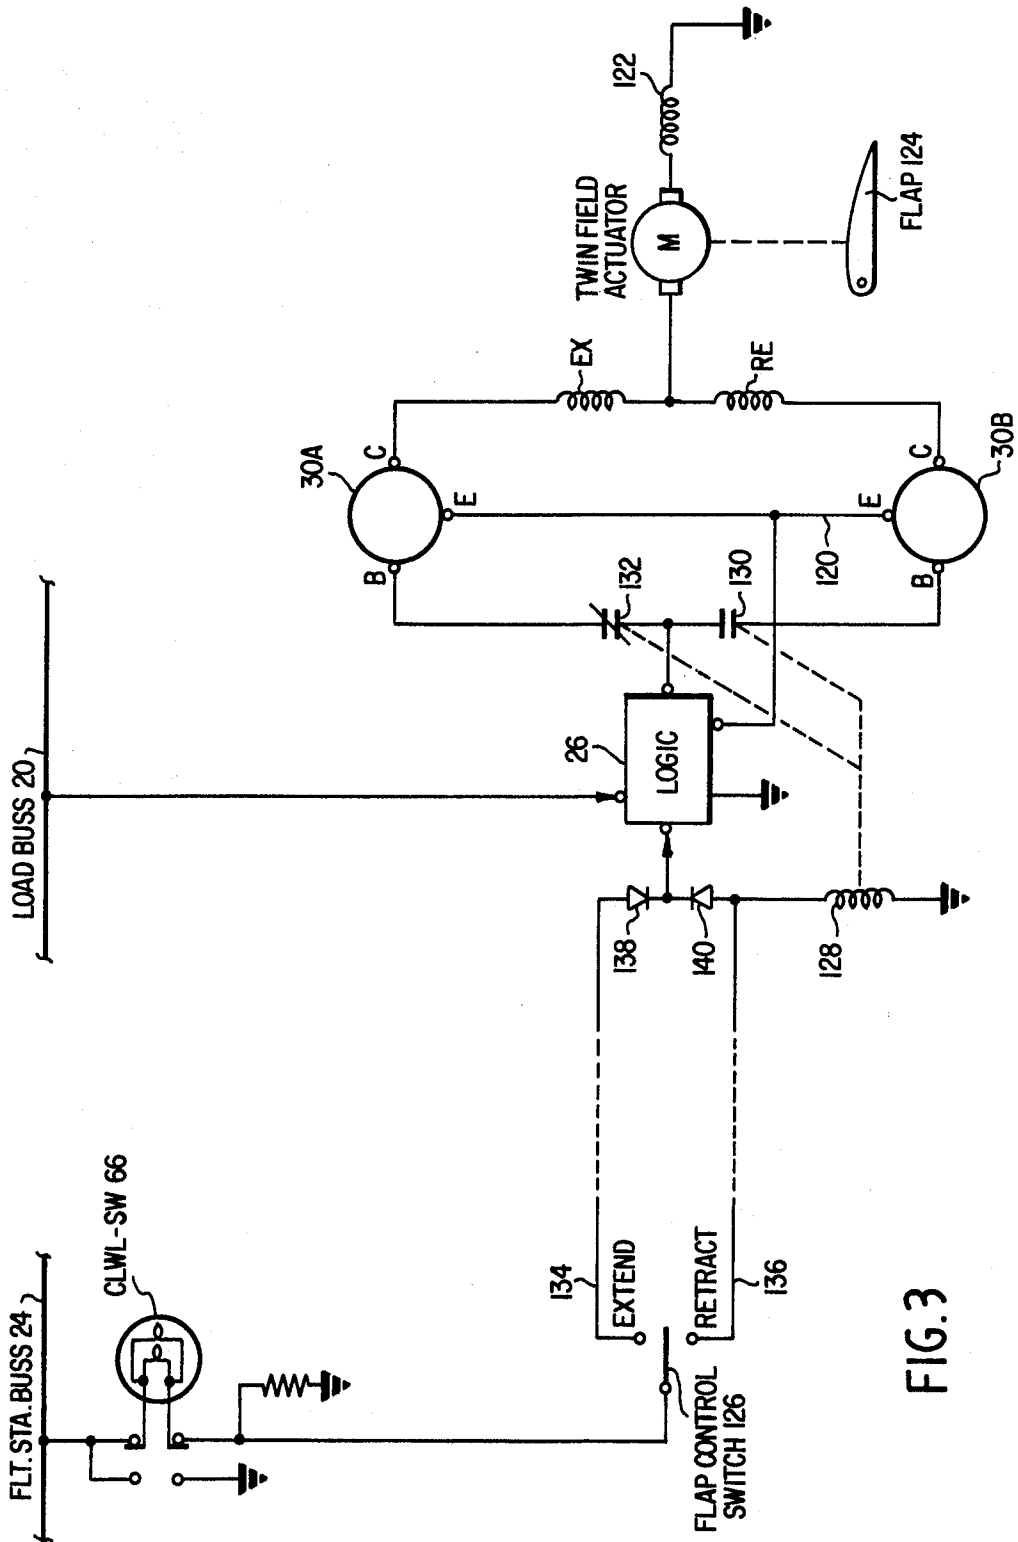 FLT. STA. BUSS 24
LOAD BUSS 20
CLWL-SW 66
30A
C
B
E
EX
TWIN FIELD
ACTUATOR
122
M
132
26
LOGIC
130
RE
120
E
B
C
30B
FLAP 124
134
EXTEND
138
140
RETRACT
136
128
FLAP CONTROL
SWITCH 126
FIG. 3